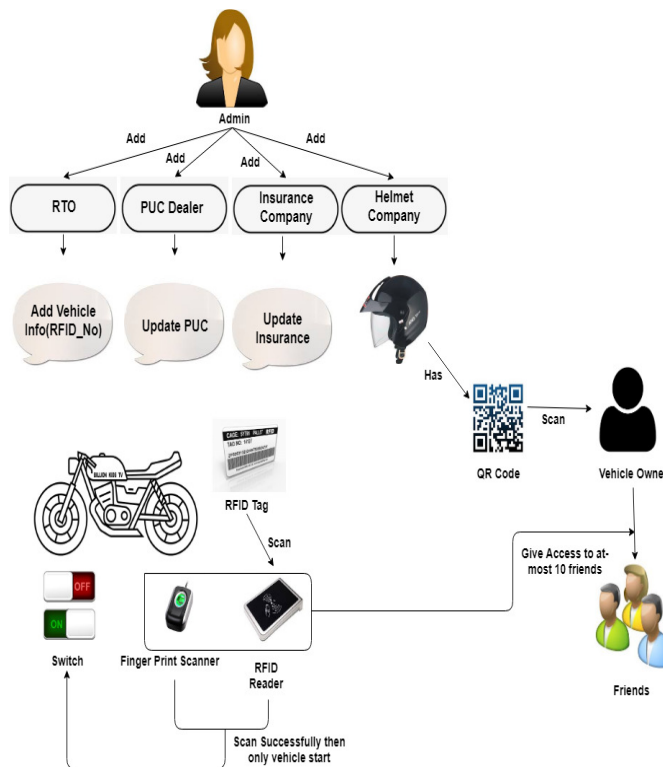 Admin
Add
Add
Add
Add
RTO
PUC Dealer
Insurance
Company
Helmet
Company
Add Vehicle
Info(RFID_No)
Update PUC
Update
Insurance
Has
Scan
QR Code
Vehicle Owne
RFID Tag
Scan
Give Access to at-
most 10 friends
OFF
ON
Switch
Finger Print Scanner
RFID
Reader
Friends
Scan Successfully then
only vehicle start